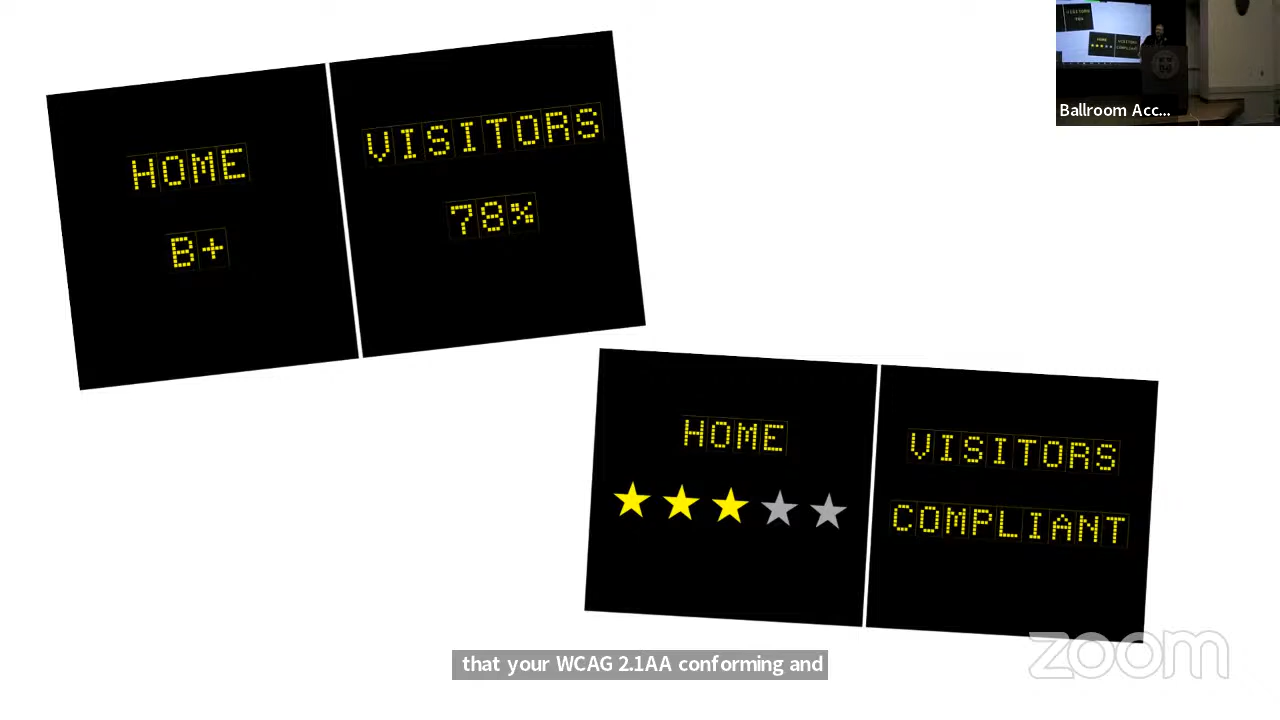 HOME
B+
VISITORS
78%
HOME
VISITORS
COMPLIANT
Ballroom Acc...
that your WCAG 2.1AA conforming and
zoom